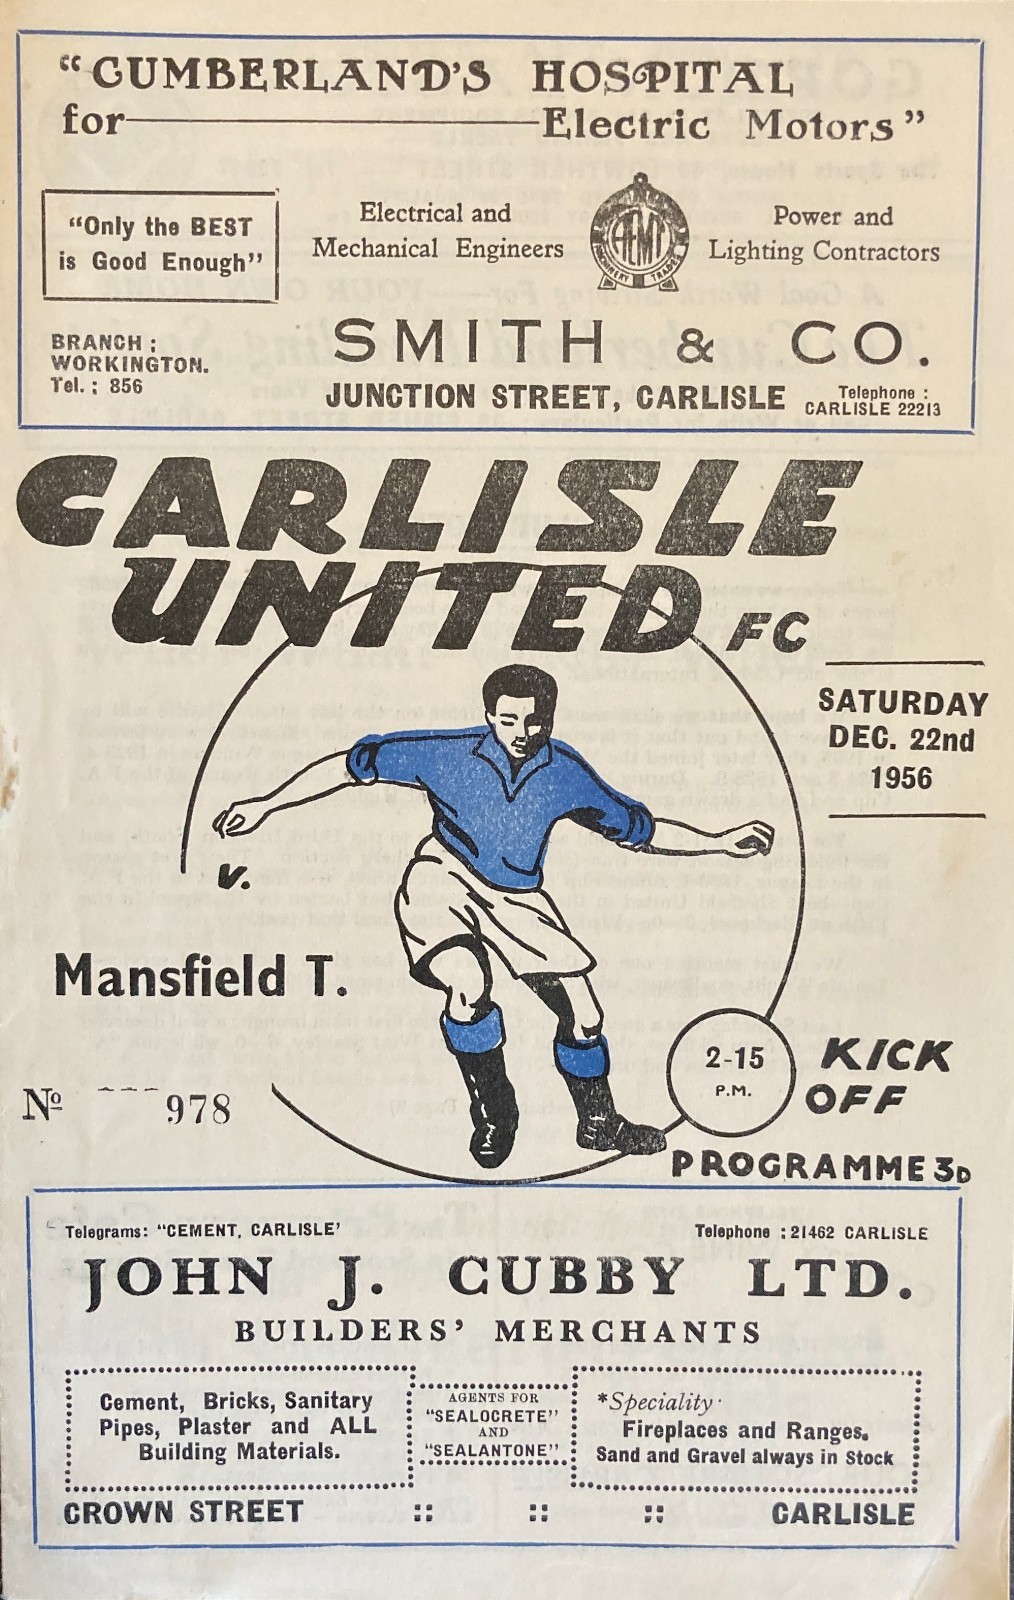 "CUMBERLAND'S HOSPITAL
for — Electric Motors"
"Only the BEST
is Good Enough"
Electrical and
Mechanical Engineers
AEMT
MACHINERY TRADES
Power and
Lighting Contractors
BRANCH :
WORKINGTON.
Tel. : 856
SMITH & CO.
JUNCTION STREET, CARLISLE
Telephone :
CARLISLE 22213
CARLISLE
UNITED FC
SATURDAY
DEC. 22nd
1956
v.
Mansfield T.
2-15
P.M.
KICK
OFF
Nº 978
PROGRAMME 3D
Telegrams: "CEMENT, CARLISLE'
Telephone : 21462 CARLISLE
JOHN J. CUBBY LTD.
BUILDERS' MERCHANTS
Cement, Bricks, Sanitary
Pipes, Plaster and ALL
Building Materials.
AGENTS FOR
"SEALOCRETE"
AND
"SEALANTONE"
*Speciality·
Fireplaces and Ranges.
Sand and Gravel always in Stock
CROWN STREET :: :: :: CARLISLE